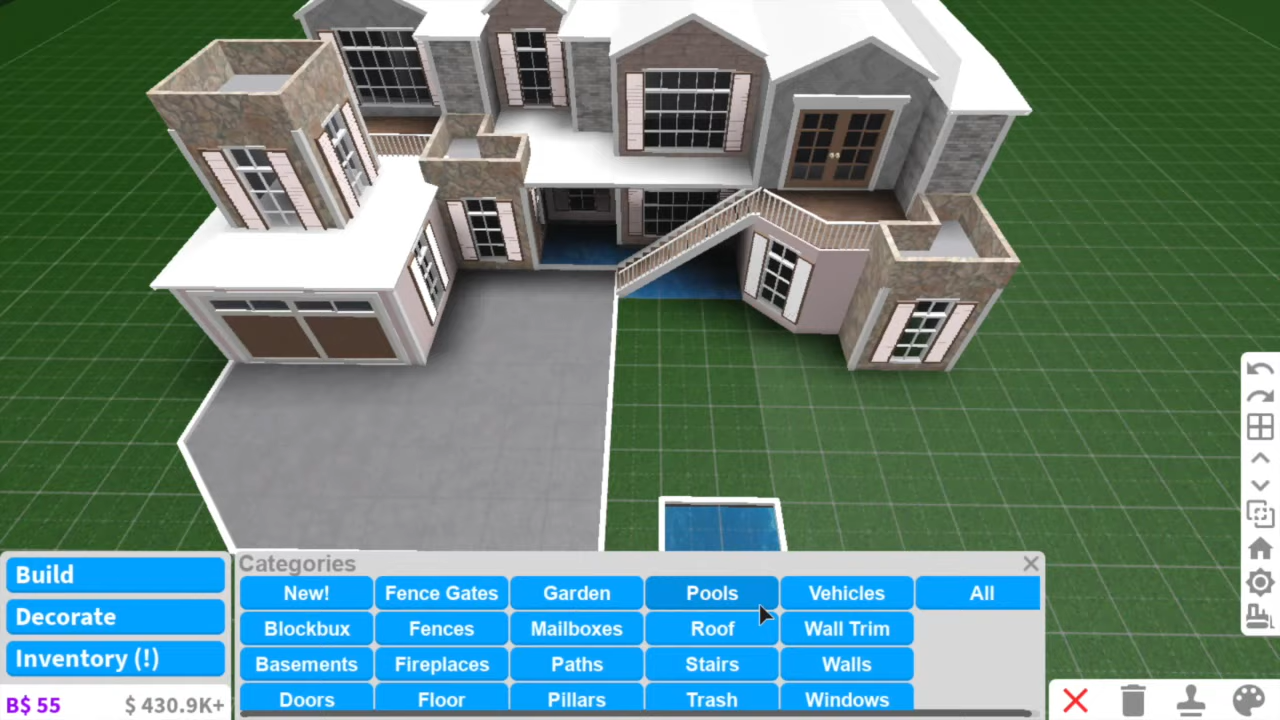 Build
Decorate
Inventory (!)
B$ 55 $ 430.9K+
Categories
New! Fence Gates Garden Pools Vehicles All
Blockbux Fences Mailboxes Roof Wall Trim
Basements Fireplaces Paths Stairs Walls
Doors Floor Pillars Trash Windows